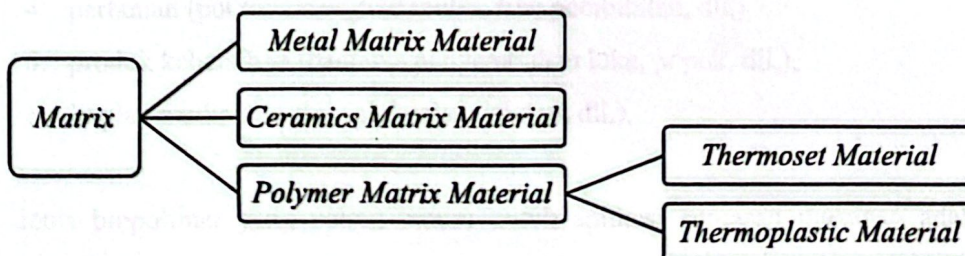 Metal Matrix Material
Matrix
Ceramics Matrix Material
Polymer Matrix Material
Thermoset Material
Thermoplastic Material